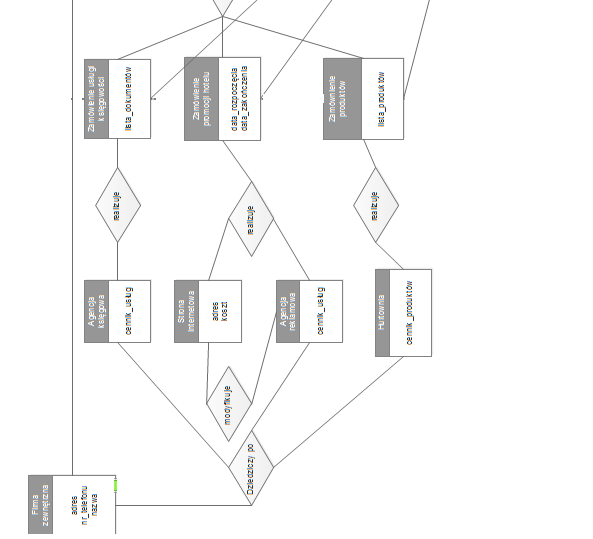 Zamówienie usługi
księgowości
lista_dokumentów
Zamówienie
promocji hotelu
data_rozpoczęcia
data_zakończenia
Zamówienie
produktów
lista_produktów
realizuje
realizuje
realizuje
Agencja
księgowa
cennik_usług
Strona
internetowa
adres
koszt
Agencja
reklamowa
cennik_usług
Hurtownia
cennik_produktów
modyfikuje
Dziedziczy po
Firma
zewnętrzna
adres
nr_telefonu
nazwa